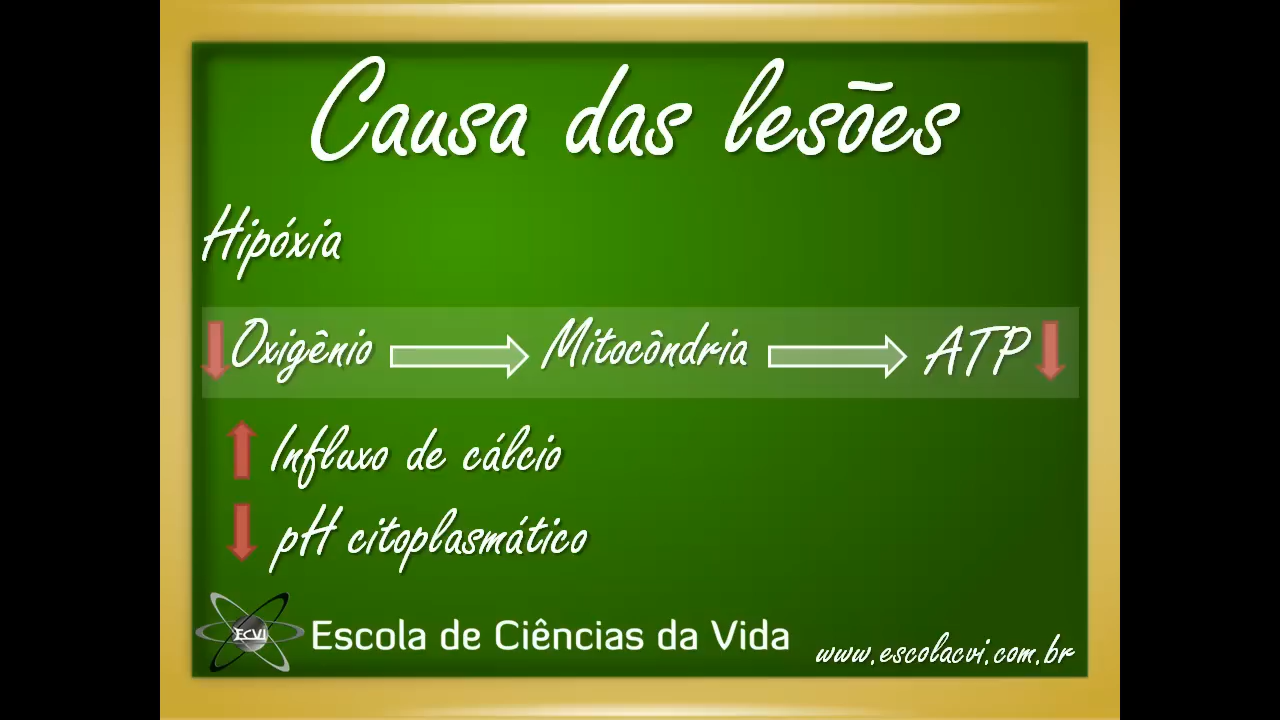 Causa das lesões
Hipóxia
Oxigênio Mitocôndria ATP
Influxo de cálcio
pH citoplasmático
ECVI Escola de Ciências da Vida
www.escolacvi.com.br